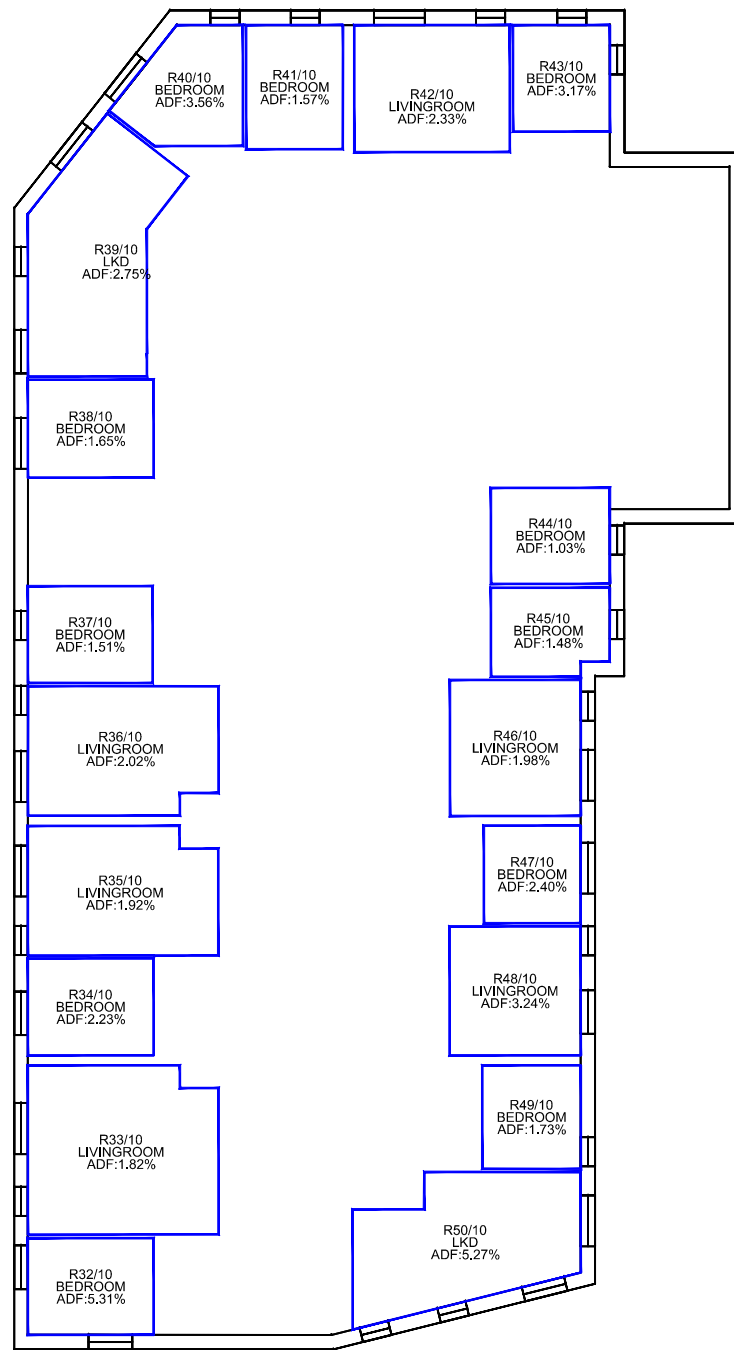 R40/10
BEDROOM
ADF:3.56%
R41/10
BEDROOM
ADF:1.57%
R42/10
LIVINGROOM
ADF:2.33%
R43/10
BEDROOM
ADF:3.17%
R39/10
LKD
ADF:2.75%
R38/10
BEDROOM
ADF:1.65%
R44/10
BEDROOM
ADF:1.03%
R37/10
BEDROOM
ADF:1.51%
R45/10
BEDROOM
ADF:1.48%
R36/10
LIVINGROOM
ADF:2.02%
R46/10
LIVINGROOM
ADF:1.98%
R35/10
LIVINGROOM
ADF:1.92%
R47/10
BEDROOM
ADF:2.40%
R34/10
BEDROOM
ADF:2.23%
R48/10
LIVINGROOM
ADF:3.24%
R33/10
LIVINGROOM
ADF:1.82%
R49/10
BEDROOM
ADF:1.73%
R32/10
BEDROOM
ADF:5.31%
R50/10
LKD
ADF:5.27%